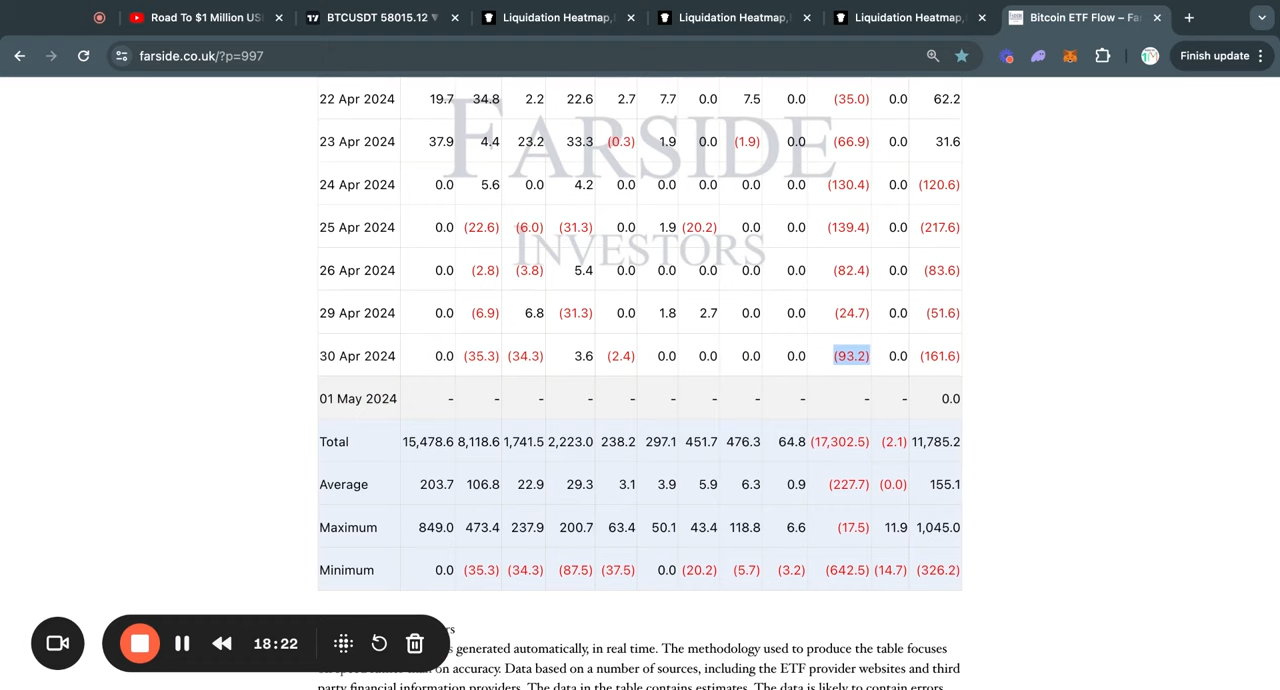 Road To $1 Million US
BTCUSDT 58015.12
Liquidation Heatmap,
Liquidation Heatmap,
Liquidation Heatmap,
Bitcoin ETF Flow – Far
farside.co.uk/?p=997
Finish update
FARSIDE
INVESTORS
22 Apr 2024 19.7 34.8 2.2 22.6 2.7 7.7 0.0 7.5 0.0 (35.0) 0.0 62.2
23 Apr 2024 37.9 4.4 23.2 33.3 (0.3) 1.9 0.0 (1.9) 0.0 (66.9) 0.0 31.6
24 Apr 2024 0.0 5.6 0.0 4.2 0.0 0.0 0.0 0.0 0.0 (130.4) 0.0 (120.6)
25 Apr 2024 0.0 (22.6) (6.0) (31.3) 0.0 1.9 (20.2) 0.0 0.0 (139.4) 0.0 (217.6)
26 Apr 2024 0.0 (2.8) (3.8) 5.4 0.0 0.0 0.0 0.0 0.0 (82.4) 0.0 (83.6)
29 Apr 2024 0.0 (6.9) 6.8 (31.3) 0.0 1.8 2.7 0.0 0.0 (24.7) 0.0 (51.6)
30 Apr 2024 0.0 (35.3) (34.3) 3.6 (2.4) 0.0 0.0 0.0 0.0 (93.2) 0.0 (161.6)
01 May 2024 - - - - - - - - - - - 0.0
Total 15,478.6 8,118.6 1,741.5 2,223.0 238.2 297.1 451.7 476.3 64.8 (17,302.5) (2.1) 11,785.2
Average 203.7 106.8 22.9 29.3 3.1 3.9 5.9 6.3 0.9 (227.7) (0.0) 155.1
Maximum 849.0 473.4 237.9 200.7 63.4 50.1 43.4 118.8 6.6 (17.5) 11.9 1,045.0
Minimum 0.0 (35.3) (34.3) (87.5) (37.5) 0.0 (20.2) (5.7) (3.2) (642.5) (14.7) (326.2)
18:22
generated automatically, in real time. The methodology used to produce the table focuses
on accuracy. Data based on a number of sources, including the ETF provider websites and third
party financial information providers. The data in the table contains estimates. The data is likely to contain errors